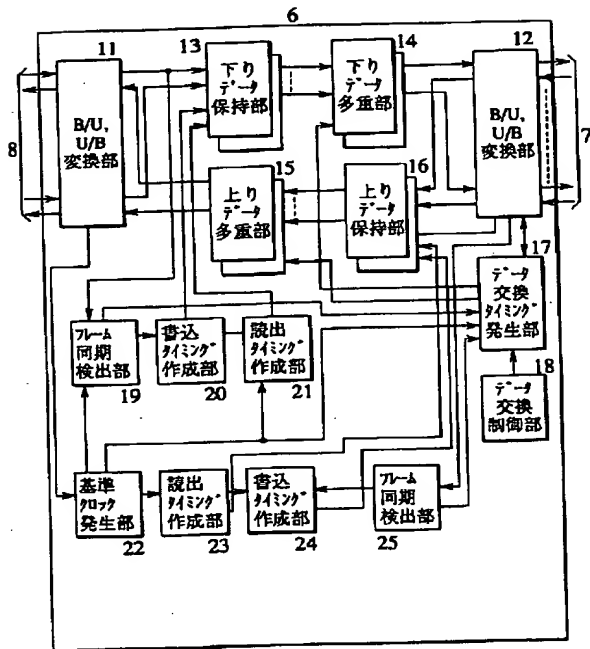 6
11
13
14
12
B/U,
U/B
変換部
下り
データ
保持部
下り
データ
多重部
B/U,
U/B
変換部
8
7
15
16
上り
データ
多重部
上り
データ
保持部
17
データ
交換
タイミング
発生部
フレーム
同期
検出部
書込
タイミング
作成部
読出
タイミング
作成部
19
20
21
18
データ
交換
制御部
基準
クロック
発生部
読出
タイミング
作成部
書込
タイミング
作成部
フレーム
同期
検出部
22
23
24
25